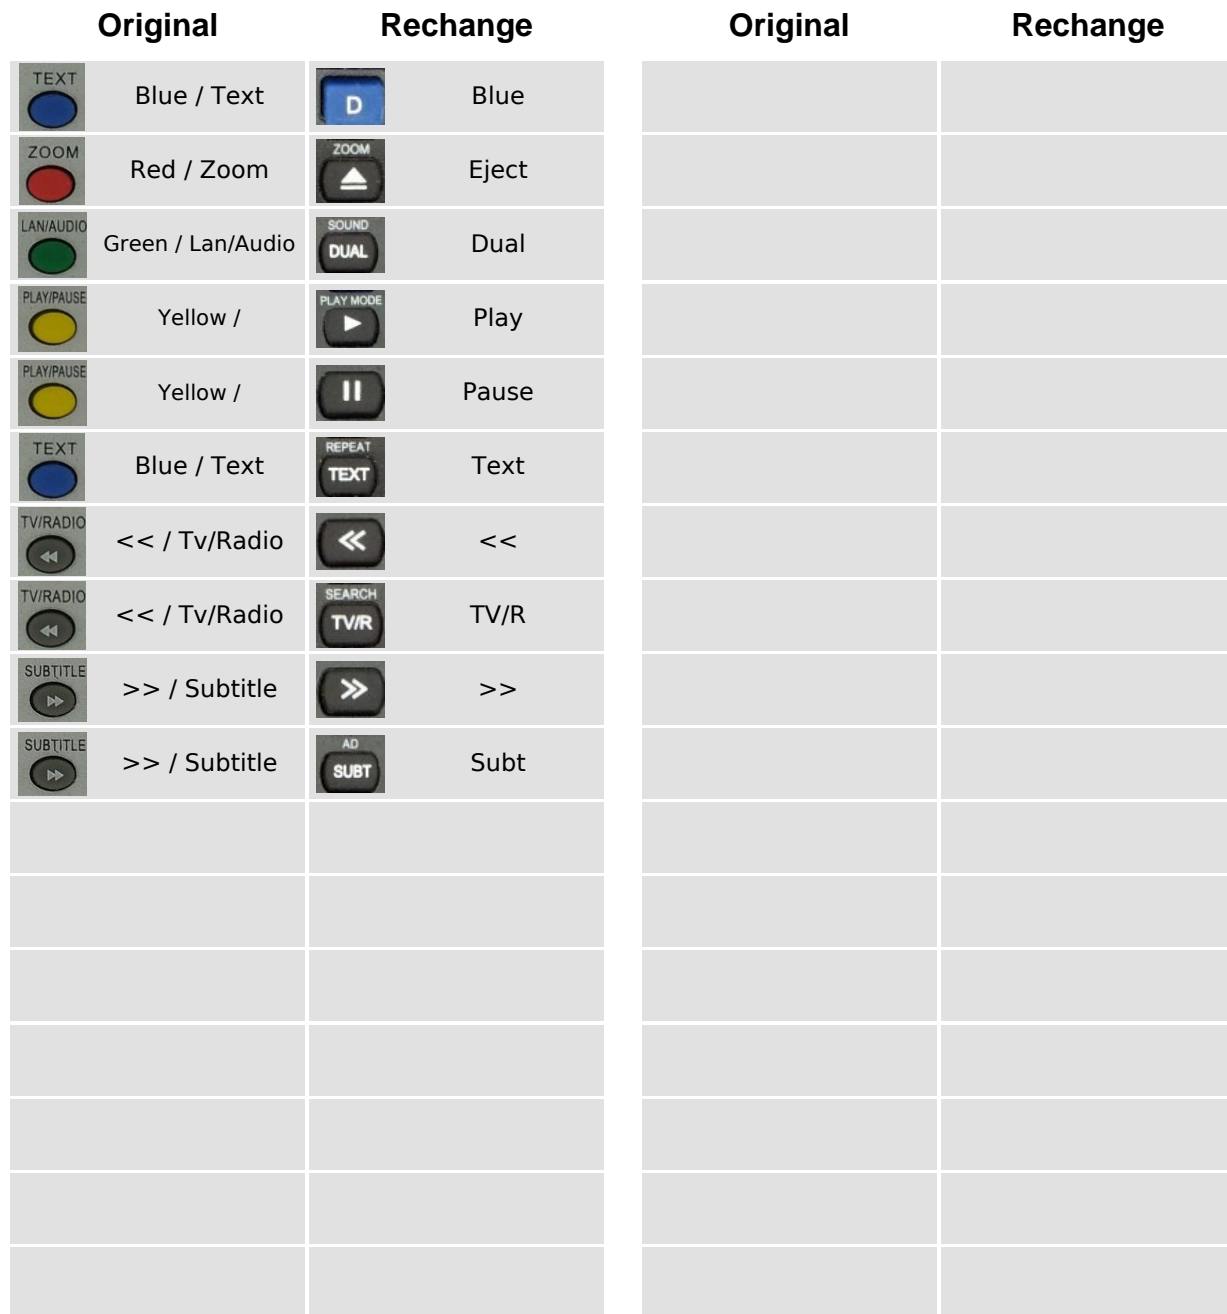 Original Rechange Original Rechange
TEXT Blue / Text D Blue
ZOOM Red / Zoom ZOOM Eject
LAN/AUDIO Green / Lan/Audio SOUND DUAL Dual
PLAY/PAUSE Yellow / PLAY MODE Play
PLAY/PAUSE Yellow / Pause
TEXT Blue / Text REPEAT TEXT Text
TV/RADIO << / Tv/Radio <<
TV/RADIO << / Tv/Radio SEARCH TV/R TV/R
SUBTITLE >> / Subtitle >>
SUBTITLE >> / Subtitle AD SUBT Subt